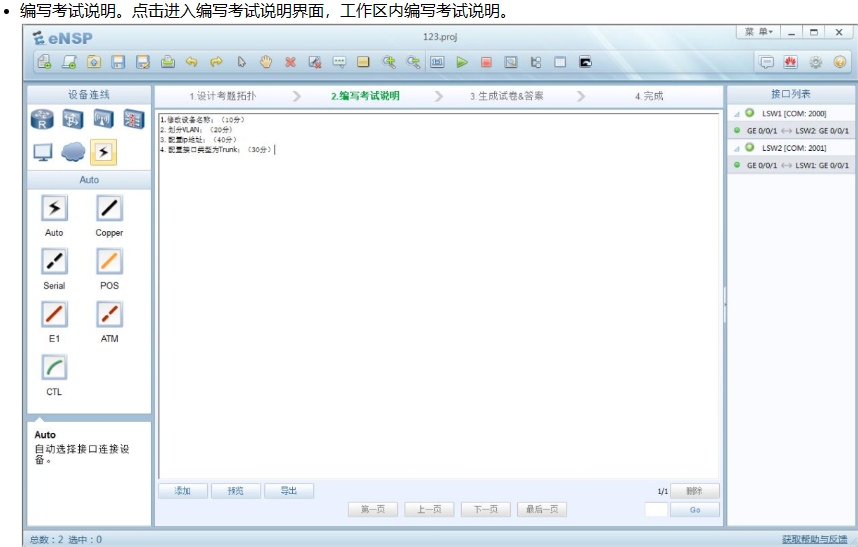 编写考试说明。点击进入编写考试说明界面，工作区内编写考试说明。
eNSP
123.proj
菜 单
设备连线
1.设计考题拓扑
2.编写考试说明
3.生成试卷&答案
4.完成
接口列表
1.修改设备名称；（10分）
2. 划分VLAN；（20分）
3. 配置ip地址；（40分）
4. 配置接口类型为Trunk；（30分）
LSW1 [COM: 2000]
GE 0/0/1 <-> LSW2: GE 0/0/1
LSW2 [COM: 2001]
GE 0/0/1 <-> LSW1: GE 0/0/1
Auto
Auto
Copper
Serial
POS
E1
ATM
CTL
Auto
自动选择接口连接设
备。
添加
预览
导出
1/1
删除
第一页
上一页
下一页
最后一页
Go
总数：2 选中：0
获取帮助与反馈